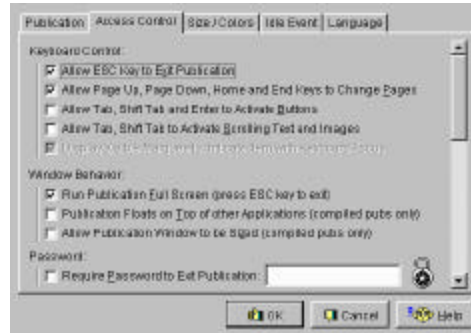 Publication Access Control Size / Colors Idle Event Language
Keyboard Control:
Allow ESC Key to Exit Publication
Allow Page Up, Page Down, Home and End Keys to Change Pages
Allow Tab, Shift Tab and Enter to Activate Buttons
Allow Tab, Shift Tab to Activate Scrolling Text and Images
Window Behavior:
Run Publication Full Screen (press ESC key to exit)
Publication Floats on Top of other Applications (compiled pubs only)
Allow Publication Window to be Sized (compiled pubs only)
Password:
Require Password to Exit Publication:
OK Cancel Help